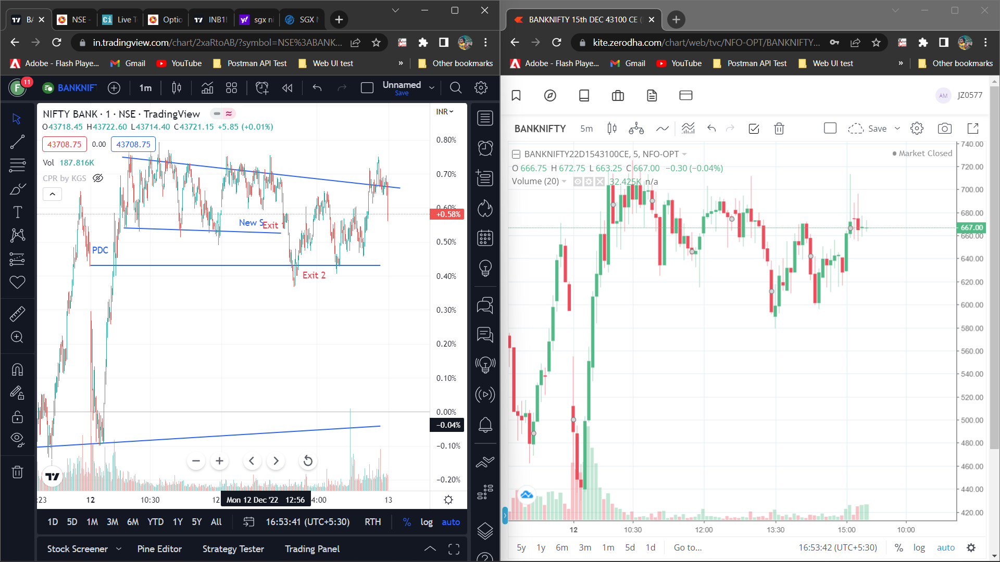 BA
NSE -
Live T
Optio
INB1!
sgx ni
SGX N
BANKNIFTY 15th DEC 43100 CE (
in.tradingview.com/chart/2xaRtoAB/?symbol=NSE%3ABANK...
kite.zerodha.com/chart/web/tvc/NFO-OPT/BANKNIFTY...
Adobe - Flash Playe...
Gmail
YouTube
Postman API Test
Web UI test
»
Other bookmarks
Adobe - Flash Playe...
Gmail
YouTube
Postman API Test
Web UI test
»
Other bookmarks
F
11
BANKNIFT
1m
Unnamed
Save
NIFTY BANK · 1 · NSE · TradingView
INR
O43718.45 H43722.60 L43714.40 C43721.15 +5.85 (+0.01%)
43708.75
0.00
43708.75
Vol 187.816K
CPR by KGS
0.80%
0.70%
0.60%
+0.58%
0.50%
0.40%
0.30%
0.20%
0.10%
0.00%
−0.04%
−0.10%
−0.20%
New S
Exit 1
PDC
Exit 2
:23
12
10:30
12
Mon 12 Dec '22 12:56
4:00
13
1D 5D 1M 3M 6M YTD 1Y 5Y All
16:53:41 (UTC+5:30)
RTH
%
log
auto
Stock Screener
Pine Editor
Strategy Tester
Trading Panel
AM
JZ0577
BANKNIFTY
5m
Save
BANKNIFTY22D1543100CE, 5, NFO-OPT
Market Closed
O 666.75 H 672.75 L 663.25 C 667.00 −0.30 (−0.04%)
Volume (20)
32.425K n/a
740.00
720.00
700.00
680.00
667.00
660.00
640.00
620.00
600.00
580.00
560.00
540.00
520.00
500.00
480.00
460.00
440.00
420.00
12
10:30
12:00
13:30
15:00
10:00
5y 1y 6m 3m 1m 5d 1d
Go to...
16:53:42 (UTC+5:30)
%
log
auto